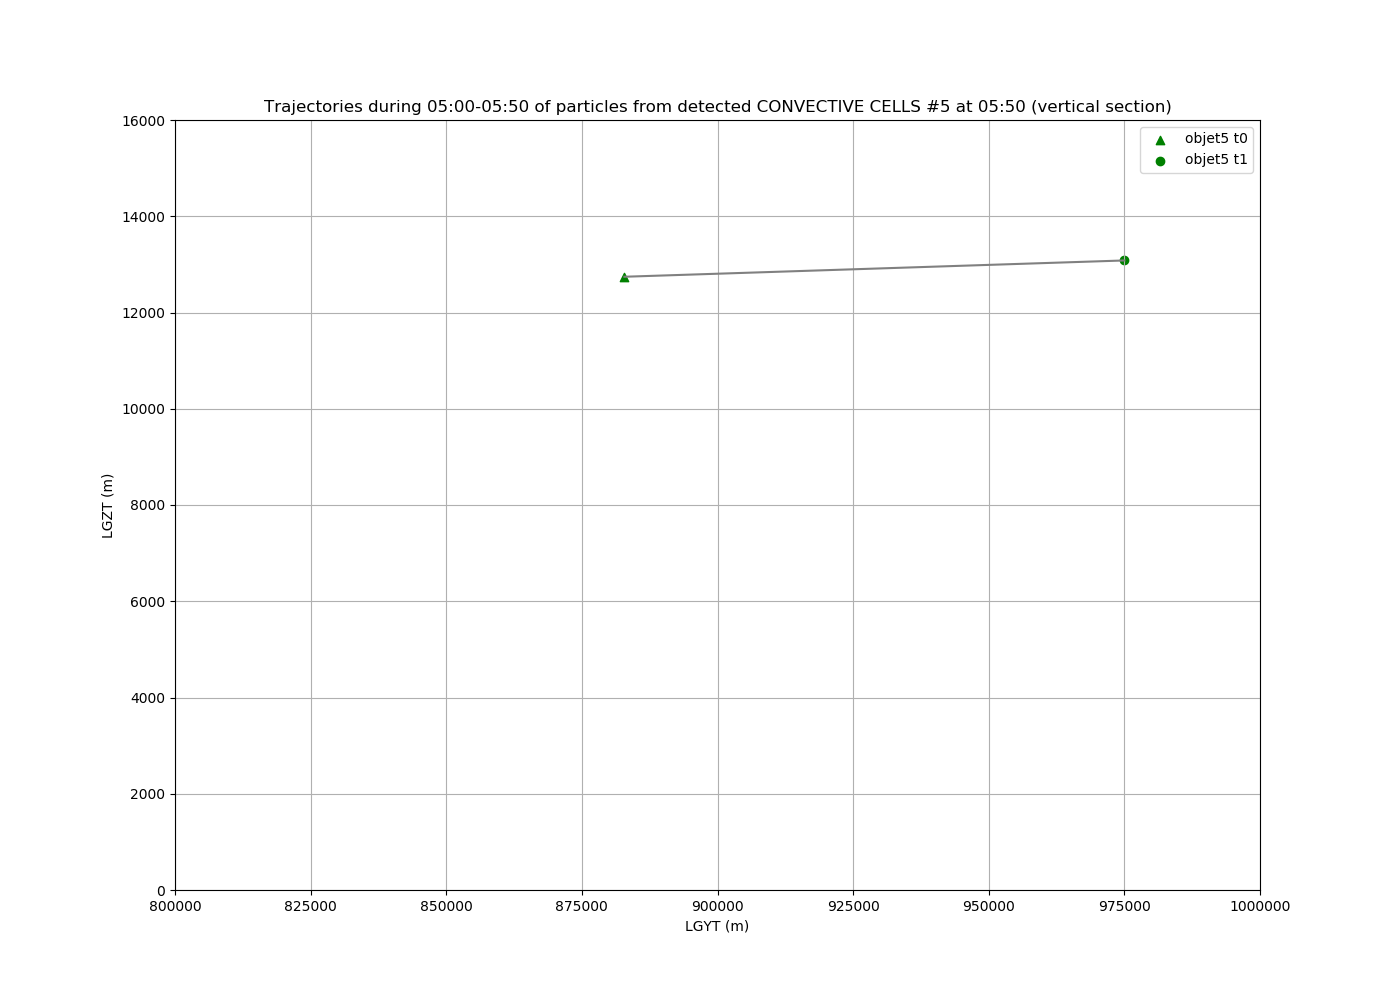 Trajectories during 05:00-05:50 of particles from detected CONVECTIVE CELLS #5 at 05:50 (vertical section)
objet5 t0
objet5 t1
16000
14000
12000
10000
8000
6000
4000
2000
0
LGZT (m)
800000 825000 850000 875000 900000 925000 950000 975000 1000000
LGYT (m)